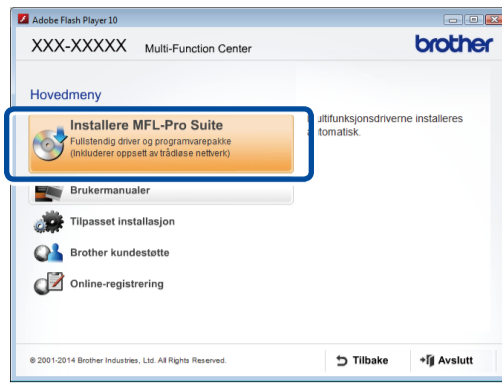 Adobe Flash Player 10
XXX-XXXXX Multi-Function Center
brother
Hovedmeny
Installere MFL-Pro Suite
Fullstendig driver og programvarepakke
(Inkluderer oppsett av trådløse nettverk)
ultifunksjonsdriverne installeres
tomatisk.
Brukermanualer
Tilpasset installasjon
Brother kundestøtte
Online-registrering
© 2001-2014 Brother Industries, Ltd. All Rights Reserved.
Tilbake
Avslutt